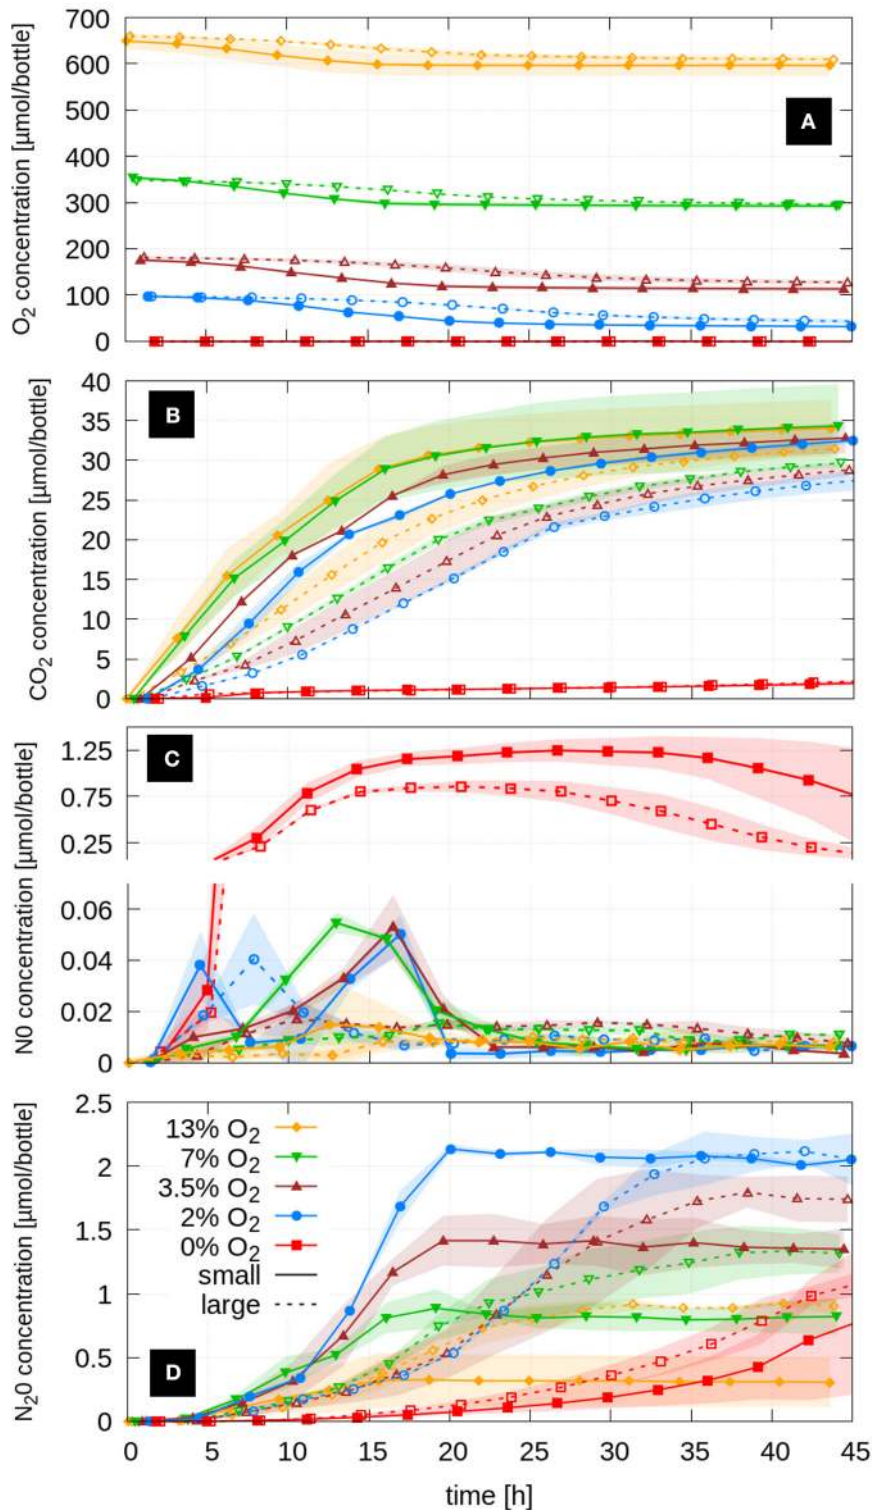 O2 concentration [µmol/bottle]
700
600
500
400
300
200
100
0
A
CO2 concentration [µmol/bottle]
40
35
30
25
20
15
10
5
0
B
N0 concentration [µmol/bottle]
1.25
0.75
0.25
0.06
0.04
0.02
0
C
N20 concentration [µmol/bottle]
2.5
2
1.5
1
0.5
0
13% O2
7% O2
3.5% O2
2% O2
0% O2
small
large
D
0 5 10 15 20 25 30 35 40 45
time [h]